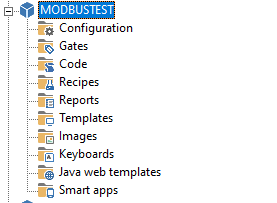 MODBUSTEST
Configuration
Gates
Code
Recipes
Reports
Templates
Images
Keyboards
Java web templates
Smart apps